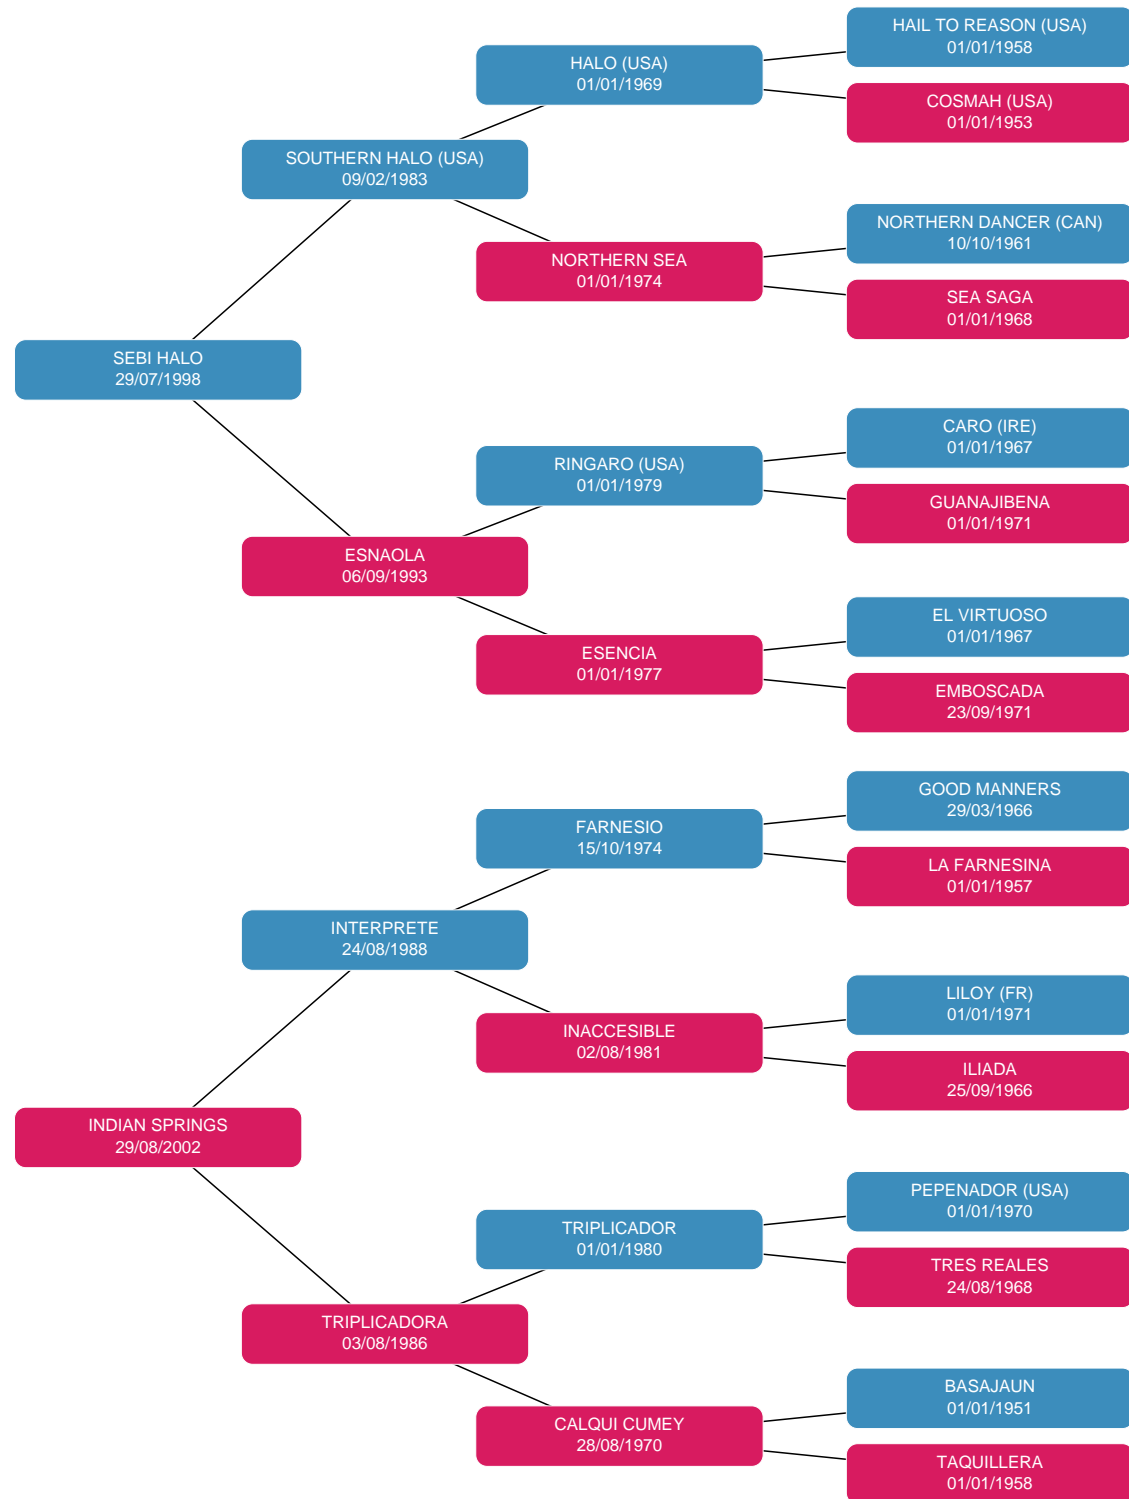 HAIL TO REASON (USA)
01/01/1958
HALO (USA)
01/01/1969
COSMAH (USA)
01/01/1953
SOUTHERN HALO (USA)
09/02/1983
NORTHERN DANCER (CAN)
10/10/1961
NORTHERN SEA
01/01/1974
SEA SAGA
01/01/1968
SEBI HALO
29/07/1998
CARO (IRE)
01/01/1967
RINGARO (USA)
01/01/1979
GUANAJIBENA
01/01/1971
ESNAOLA
06/09/1993
EL VIRTUOSO
01/01/1967
ESENCIA
01/01/1977
EMBOSCADA
23/09/1971
GOOD MANNERS
29/03/1966
FARNESIO
15/10/1974
LA FARNESINA
01/01/1957
INTERPRETE
24/08/1988
LILOY (FR)
01/01/1971
INACCESIBLE
02/08/1981
ILIADA
25/09/1966
INDIAN SPRINGS
29/08/2002
PEPENADOR (USA)
01/01/1970
TRIPLICADOR
01/01/1980
TRES REALES
24/08/1968
TRIPLICADORA
03/08/1986
BASAJAUN
01/01/1951
CALQUI CUMEY
28/08/1970
TAQUILLERA
01/01/1958